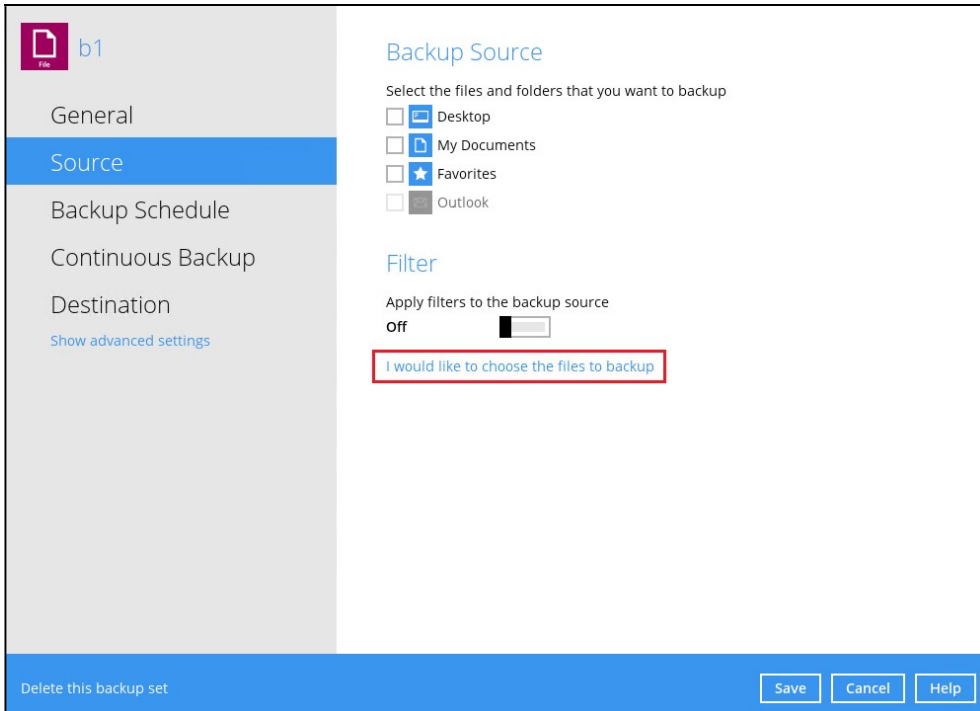 File
b1
General
Source
Backup Schedule
Continuous Backup
Destination
Show advanced settings
Backup Source
Select the files and folders that you want to backup
Desktop
My Documents
Favorites
Outlook
Filter
Apply filters to the backup source
Off
I would like to choose the files to backup
Delete this backup set
Save
Cancel
Help